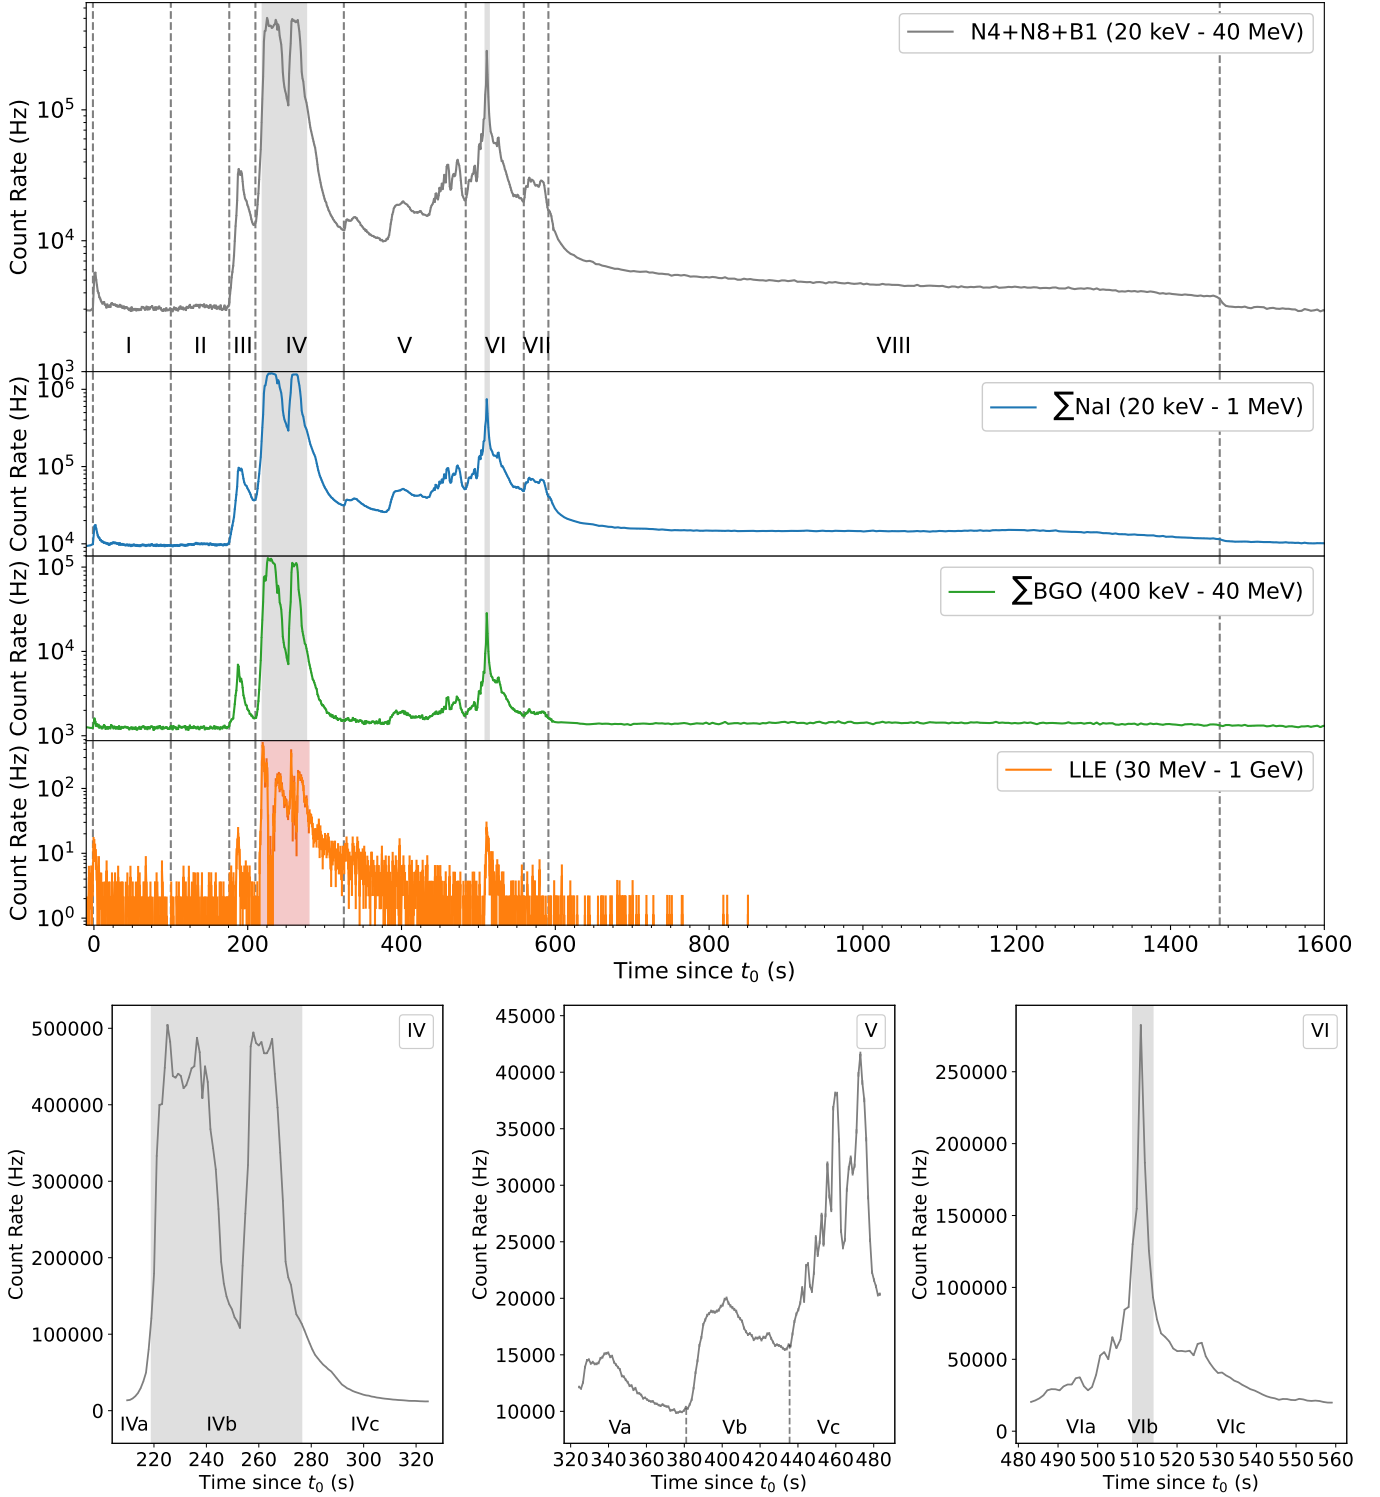 N4+N8+B1 (20 keV - 40 MeV)
Count Rate (Hz)
10^5
10^4
10^3
I II III IV V VI VII VIII
∑NaI (20 keV - 1 MeV)
Count Rate (Hz)
10^6
10^5
10^4
∑BGO (400 keV - 40 MeV)
Count Rate (Hz)
10^5
10^4
10^3
LLE (30 MeV - 1 GeV)
Count Rate (Hz)
10^2
10^1
10^0
0 200 400 600 800 1000 1200 1400 1600
Time since t_0 (s)
IV
Count Rate (Hz)
500000
400000
300000
200000
100000
0
IVa IVb IVc
220 240 260 280 300 320
Time since t_0 (s)
V
Count Rate (Hz)
45000
40000
35000
30000
25000
20000
15000
10000
Va Vb Vc
320 340 360 380 400 420 440 460 480
Time since t_0 (s)
VI
Count Rate (Hz)
250000
200000
150000
100000
50000
0
VIa VIb VIc
480 490 500 510 520 530 540 550 560
Time since t_0 (s)